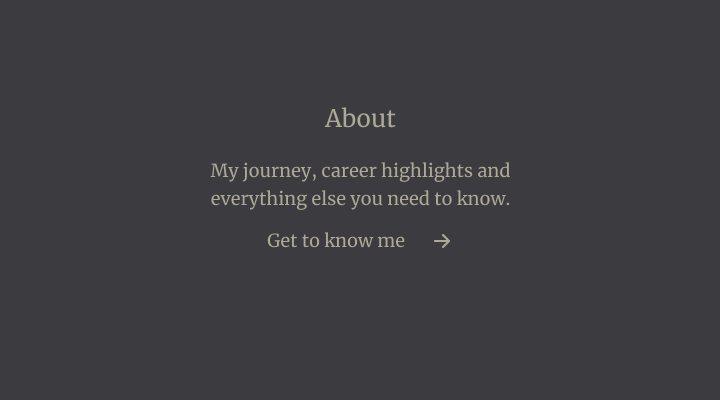 About
My journey, career highlights and
everything else you need to know.
Get to know me →